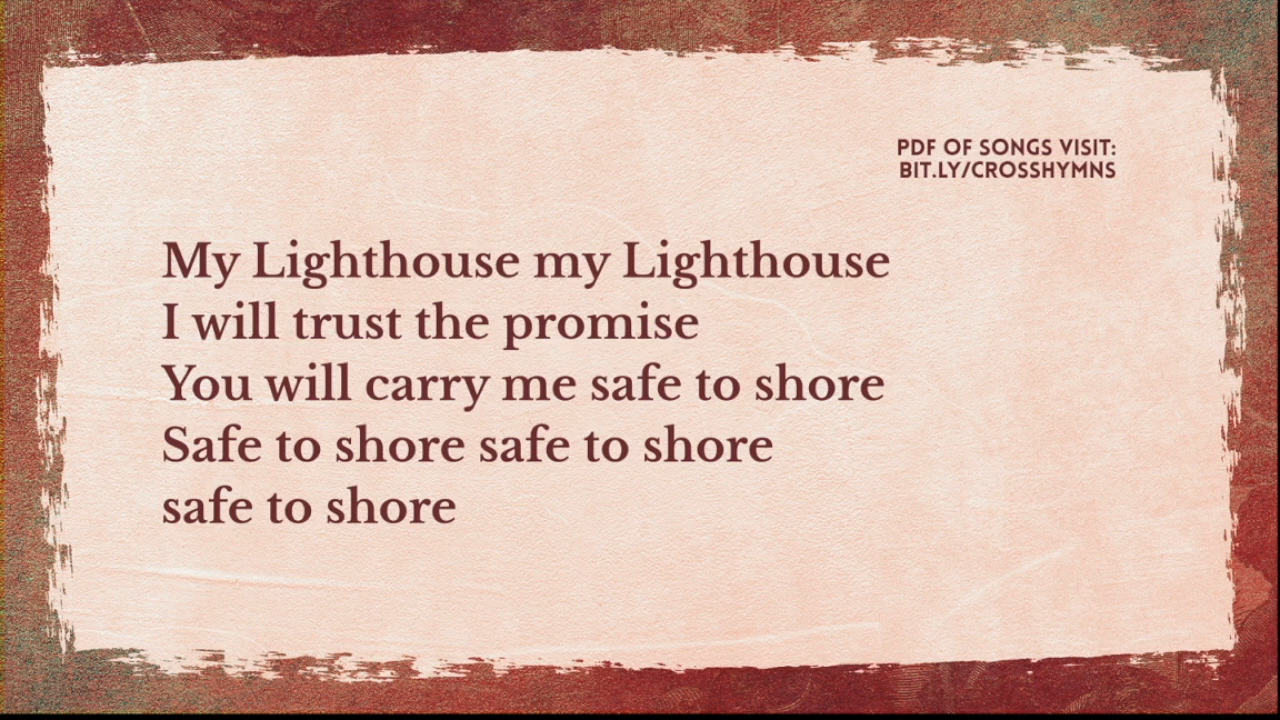 PDF OF SONGS VISIT:
BIT.LY/CROSSHYMNS
My Lighthouse my Lighthouse
I will trust the promise
You will carry me safe to shore
Safe to shore safe to shore
safe to shore